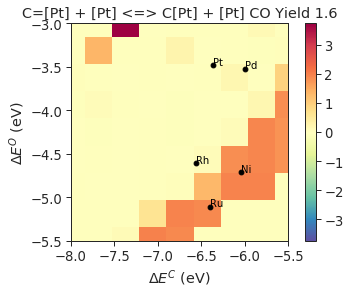 C=[Pt] + [Pt] <=> C[Pt] + [Pt] CO Yield 1.6
−3.0
−3.5
−4.0
−4.5
−5.0
−5.5
ΔE^O (eV)
Pt
Pd
Rh
Ni
Ru
−8.0 −7.5 −7.0 −6.5 −6.0 −5.5
ΔE^C (eV)
3
2
1
0
−1
−2
−3